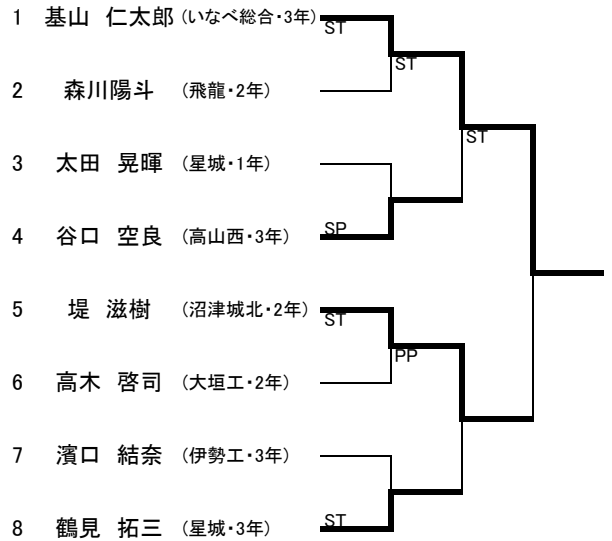 1 基山 仁太郎 (いなべ総合・3年)
ST
ST
2 森川陽斗 (飛龍・2年)
ST
3 太田 晃暉 (星城・1年)
4 谷口 空良 (高山西・3年)
SP
5 堤 滋樹 (沼津城北・2年)
ST
PP
6 高木 啓司 (大垣工・2年)
7 濱口 結奈 (伊勢工・3年)
8 鶴見 拓三 (星城・3年)
ST